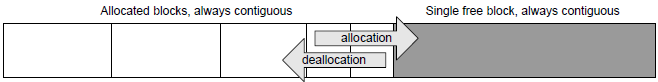 Allocated blocks, always contiguous
Single free block, always contiguous
allocation
deallocation